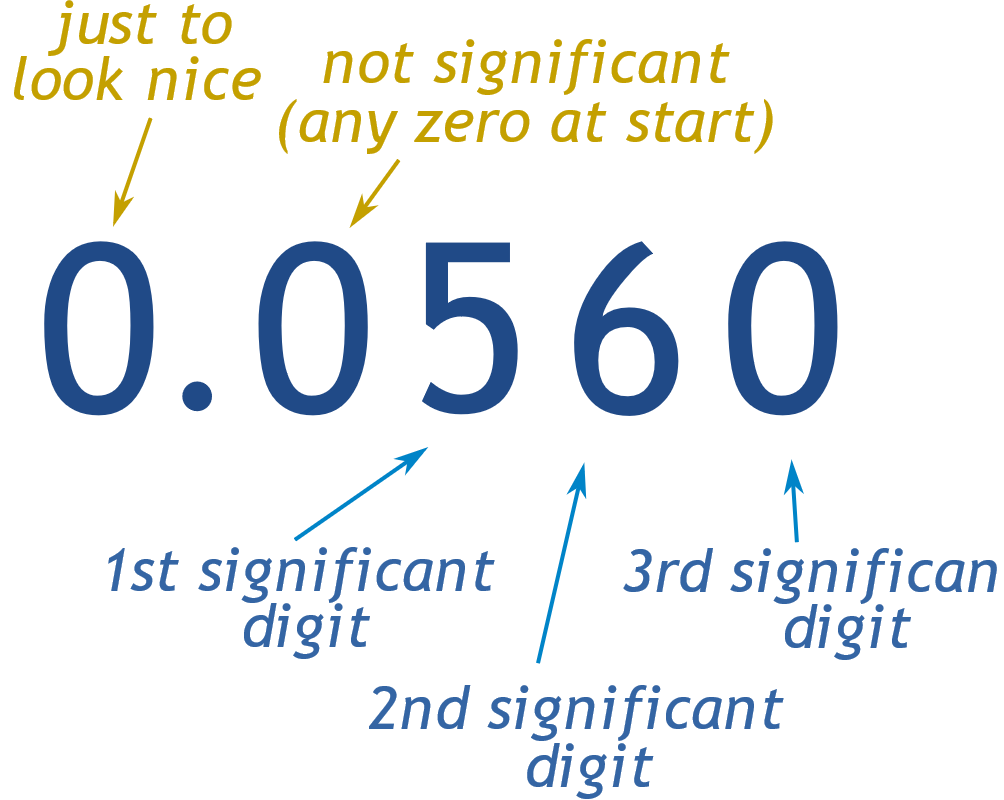 just to
look nice
not significant
(any zero at start)
0.0560
1st significant
digit
2nd significant
digit
3rd significan
digit